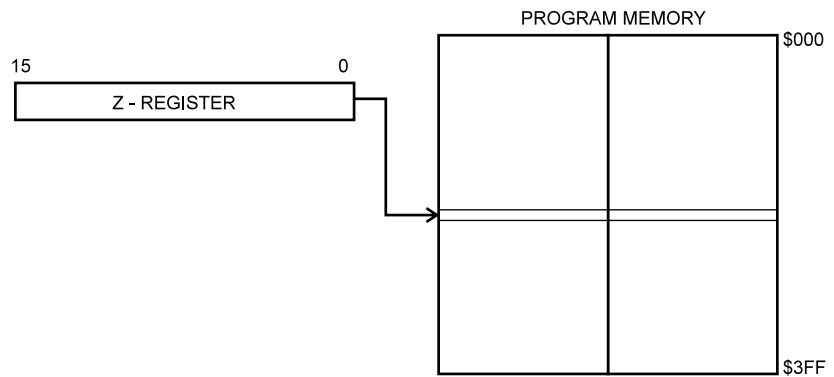 PROGRAM MEMORY
$000
15 0
Z - REGISTER
$3FF